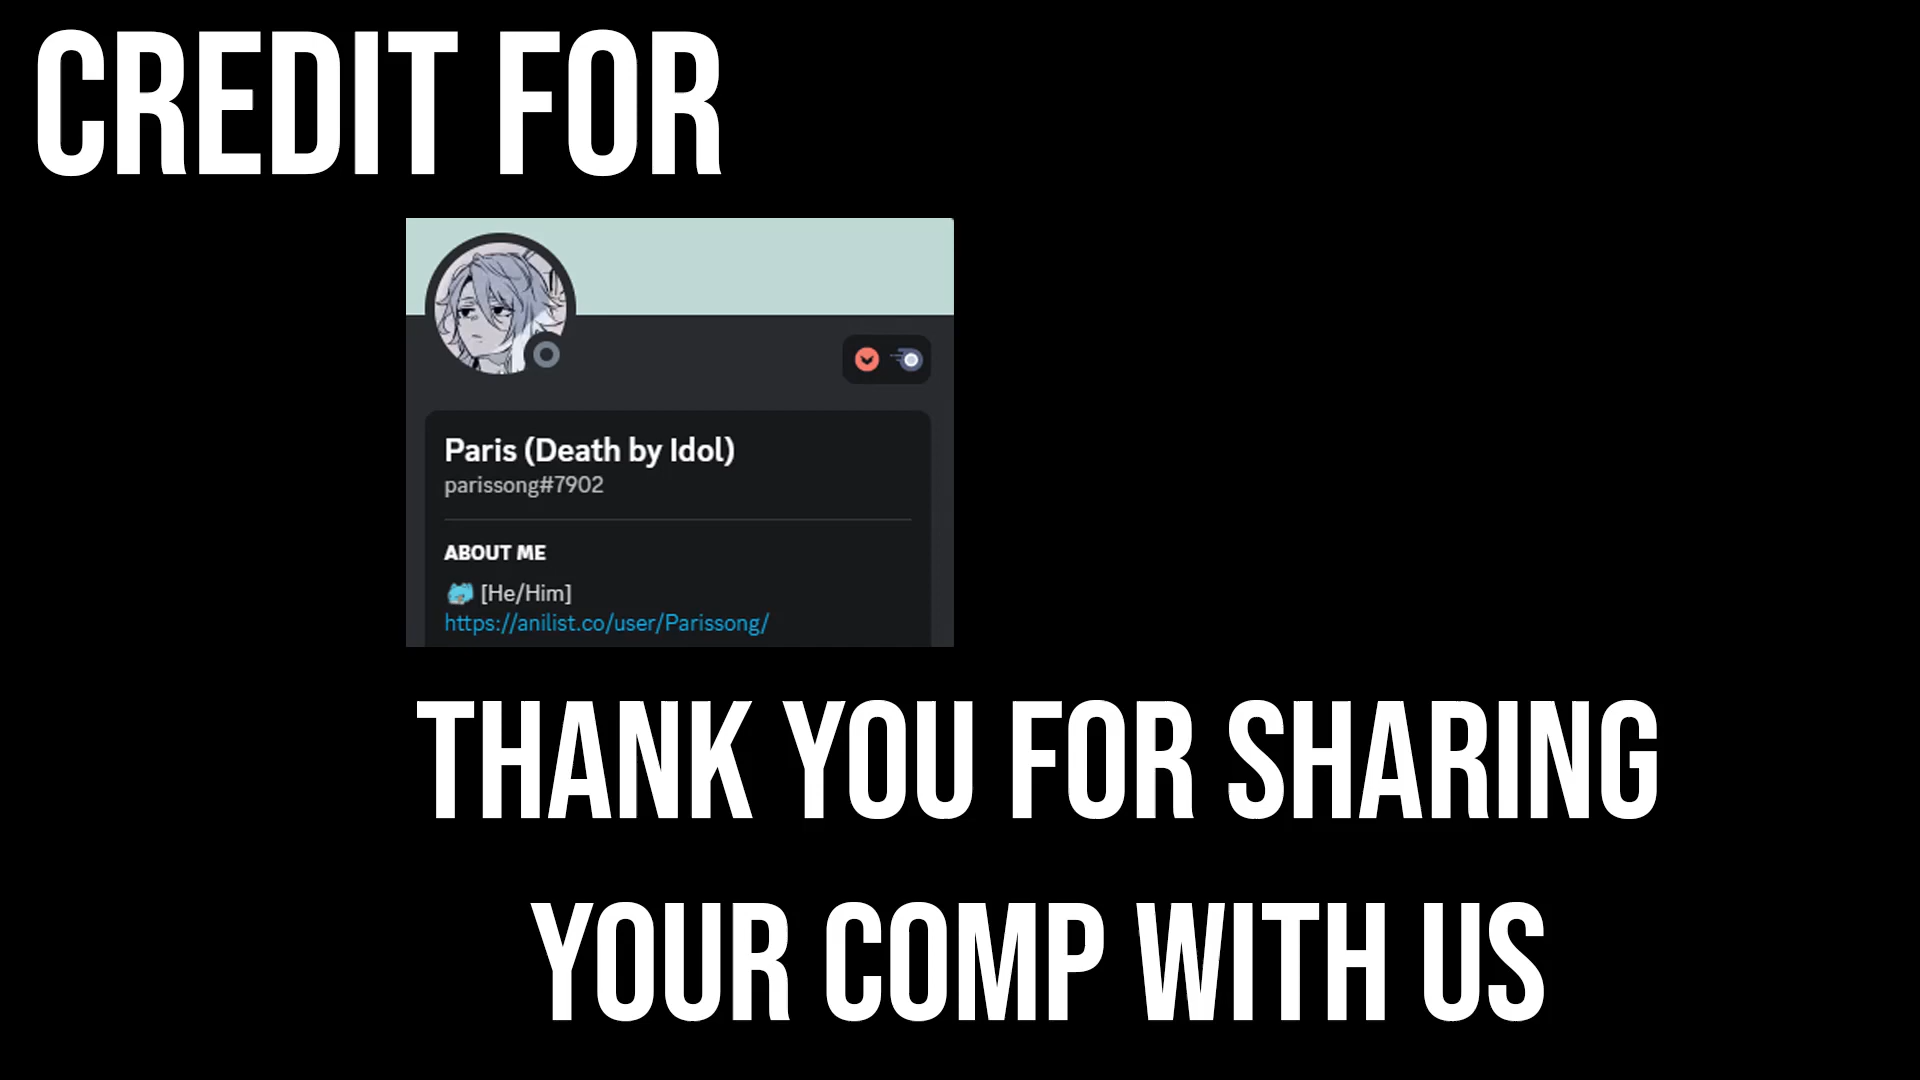 CREDIT FOR
Paris (Death by Idol)
parissong#7902
ABOUT ME
[He/Him]
https://anilist.co/user/Parissong/
THANK YOU FOR SHARING
YOUR COMP WITH US